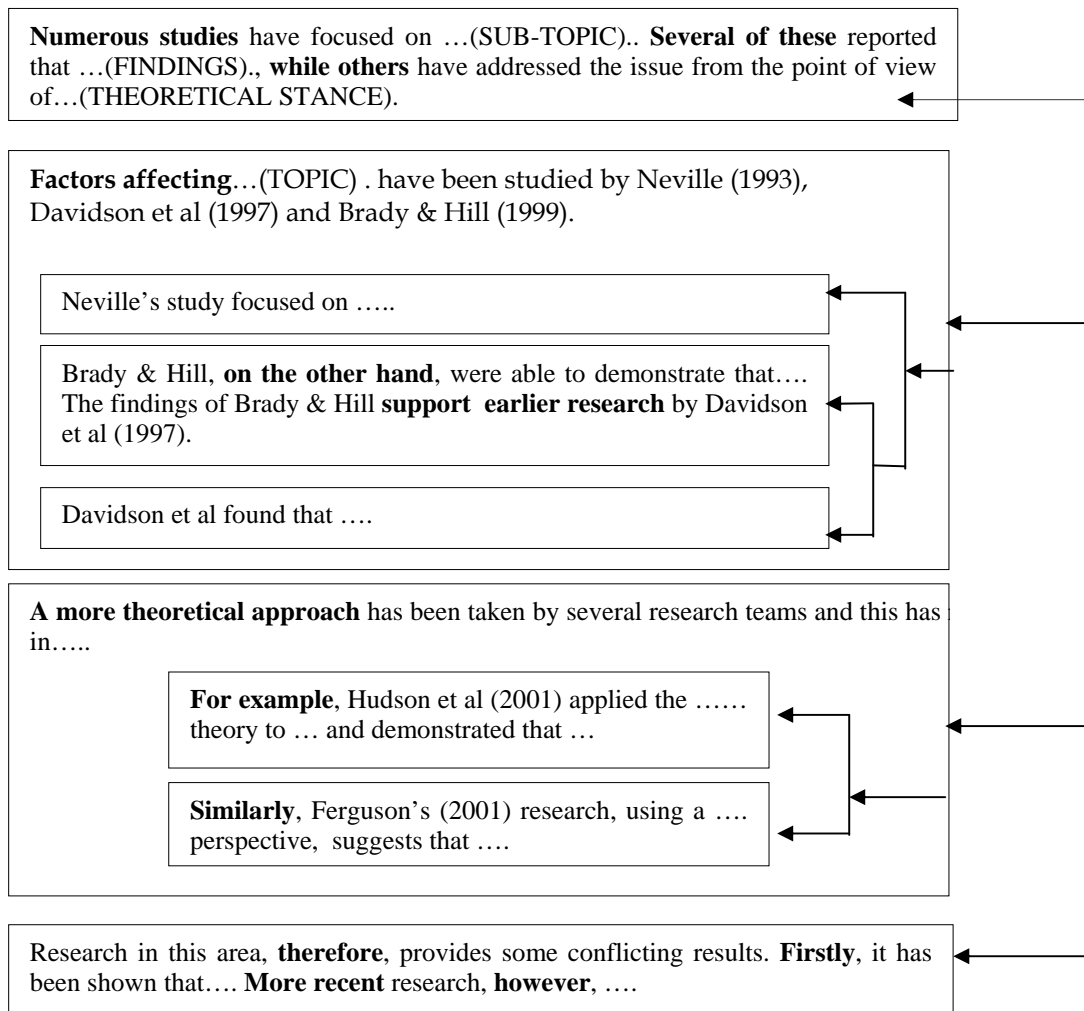 Numerous studies have focused on …(SUB-TOPIC).. Several of these reported
that …(FINDINGS)., while others have addressed the issue from the point of view
of…(THEORETICAL STANCE).
Factors affecting…(TOPIC) . have been studied by Neville (1993),
Davidson et al (1997) and Brady & Hill (1999).
Neville’s study focused on …..
Brady & Hill, on the other hand, were able to demonstrate that….
The findings of Brady & Hill support earlier research by Davidson
et al (1997).
Davidson et al found that ….
A more theoretical approach has been taken by several research teams and this has
in…..
For example, Hudson et al (2001) applied the ……
theory to … and demonstrated that …
Similarly, Ferguson’s (2001) research, using a ….
perspective, suggests that ….
Research in this area, therefore, provides some conflicting results. Firstly, it has
been shown that…. More recent research, however, ….